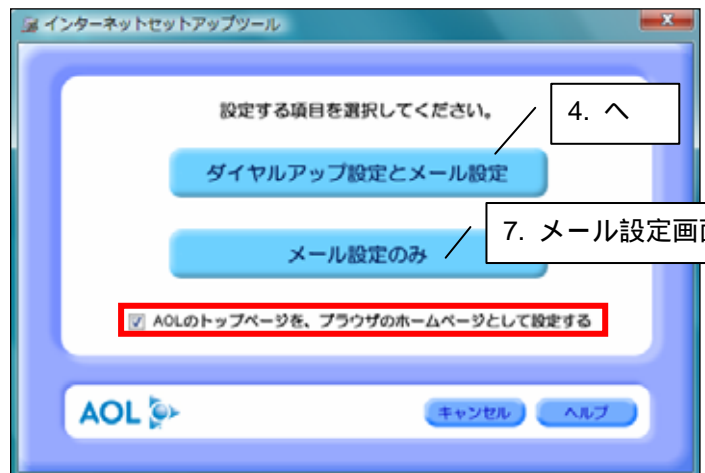 インターネットセットアップツール
設定する項目を選択してください。
4. へ
ダイヤルアップ設定とメール設定
7. メール設定画面
メール設定のみ
AOLのトップページを、ブラウザのホームページとして設定する
AOL
キャンセル ヘルプ